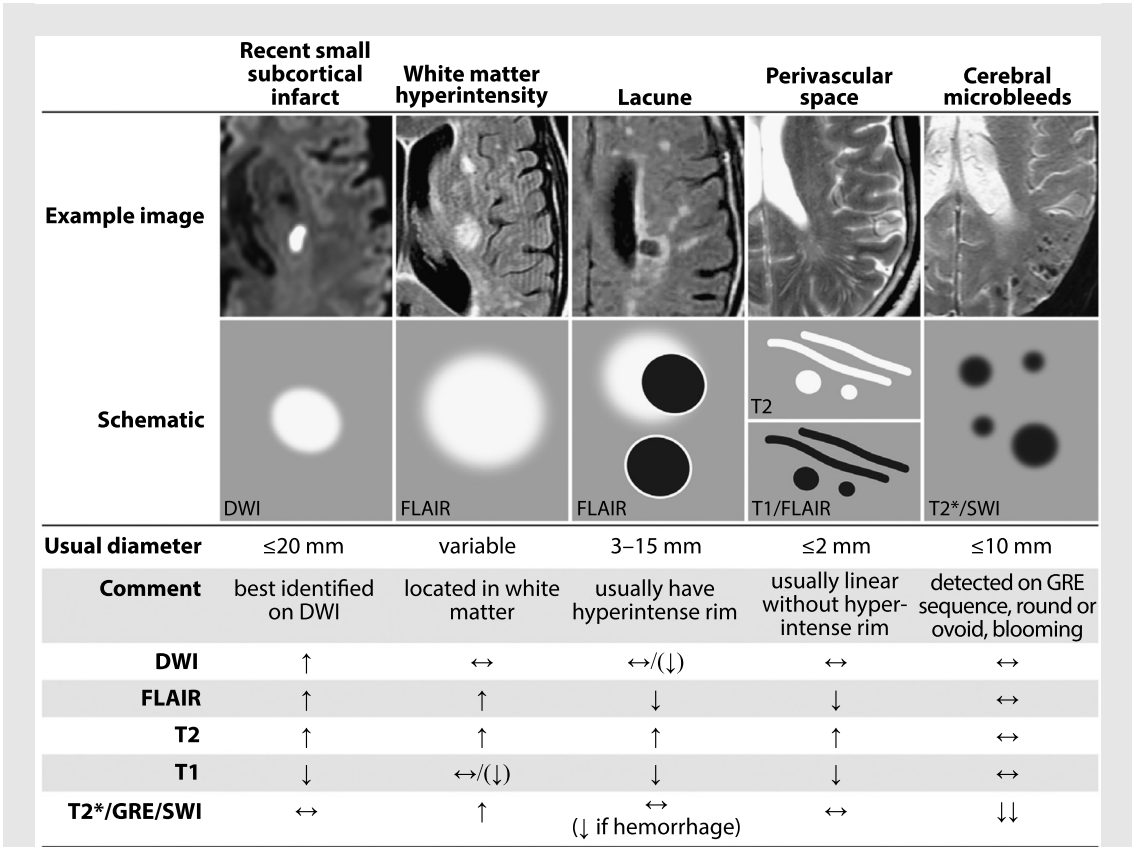 Recent small
subcortical
infarct
White matter
hyperintensity
Lacune
Perivascular
space
Cerebral
microbleeds
Example image
Schematic
DWI
FLAIR
FLAIR
T2
T1/FLAIR
T2*/SWI
Usual diameter ≤20 mm variable 3–15 mm ≤2 mm ≤10 mm
Comment
best identified
on DWI
located in white
matter
usually have
hyperintense rim
usually linear
without hyper-
intense rim
detected on GRE
sequence, round or
ovoid, blooming
DWI ↑ ↔ ↔/(↓) ↔ ↔
FLAIR ↑ ↑ ↓ ↓ ↔
T2 ↑ ↑ ↑ ↑ ↔
T1 ↓ ↔/(↓) ↓ ↓ ↔
T2*/GRE/SWI ↔ ↑ ↔ ↔ ↓↓
(↓ if hemorrhage)